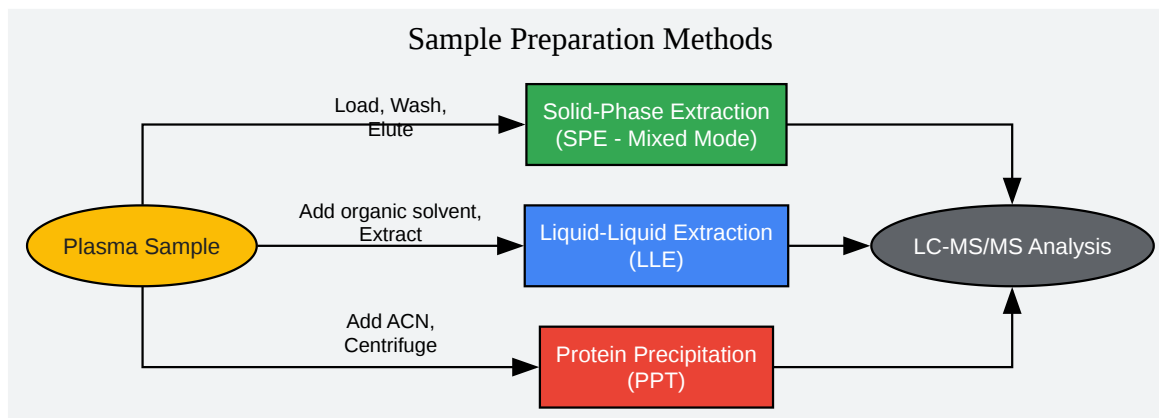 Sample Preparation Methods
Load, Wash,
Elute
Solid-Phase Extraction
(SPE - Mixed Mode)
Plasma Sample
Add organic solvent,
Extract
Liquid-Liquid Extraction
(LLE)
LC-MS/MS Analysis
Add ACN,
Centrifuge
Protein Precipitation
(PPT)